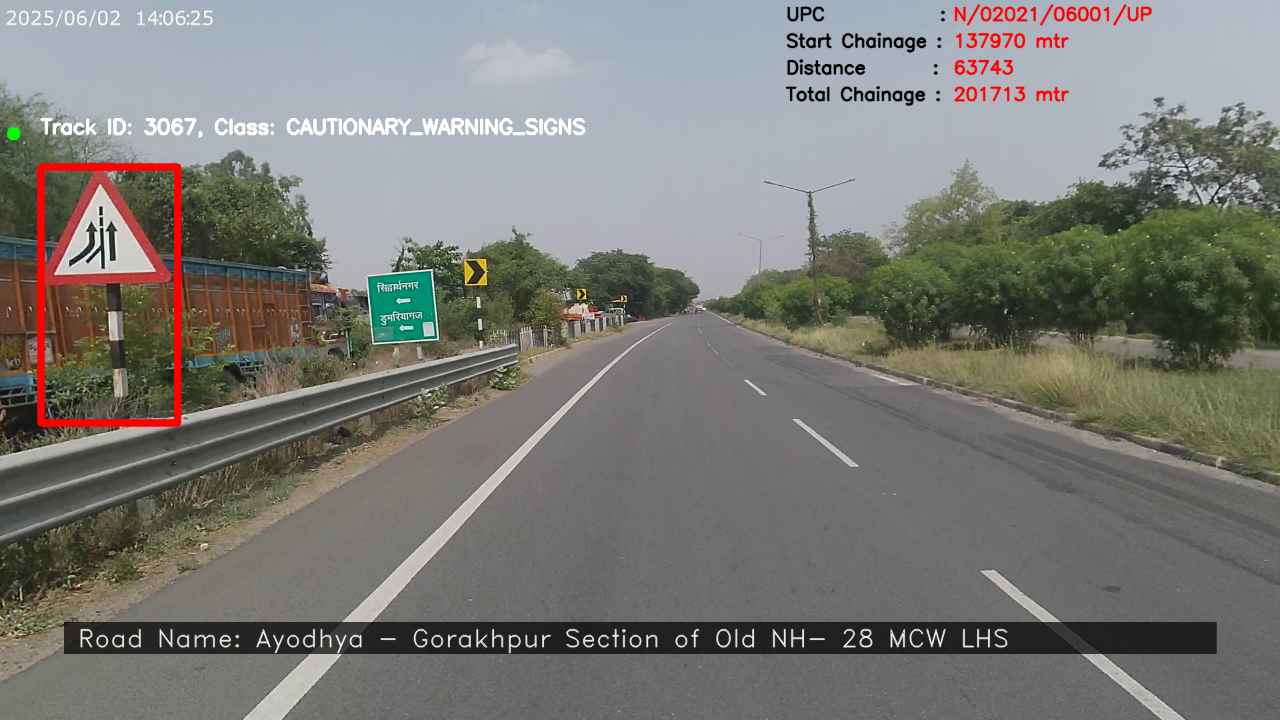 2025/06/02 14:06:25
UPC : N/02021/06001/UP
Start Chainage : 137970 mtr
Distance : 63743
Total Chainage : 201713 mtr
Track ID: 3067, Class: CAUTIONARY_WARNING_SIGNS
सिद्धार्थनगर
डुमरियागंज
Road Name: Ayodhya - Gorakhpur Section of Old NH- 28 MCW LHS